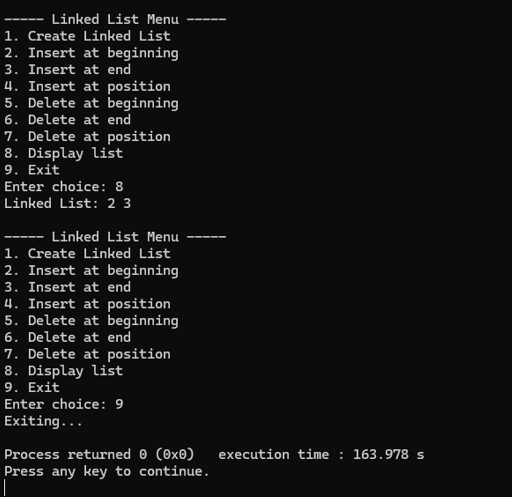 ----- Linked List Menu -----
1. Create Linked List
2. Insert at beginning
3. Insert at end
4. Insert at position
5. Delete at beginning
6. Delete at end
7. Delete at position
8. Display list
9. Exit
Enter choice: 8
Linked List: 2 3

----- Linked List Menu -----
1. Create Linked List
2. Insert at beginning
3. Insert at end
4. Insert at position
5. Delete at beginning
6. Delete at end
7. Delete at position
8. Display list
9. Exit
Enter choice: 9
Exiting...

Process returned 0 (0x0)   execution time : 163.978 s
Press any key to continue.